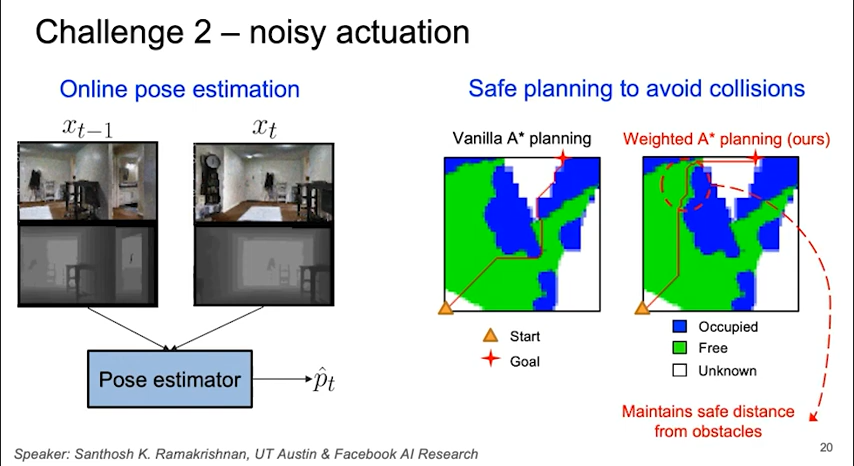 Challenge 2 – noisy actuation
Online pose estimation
x_{t−1}
x_t
Pose estimator
p̂_t
Safe planning to avoid collisions
Vanilla A* planning
Weighted A* planning (ours)
Start
Goal
Occupied
Free
Unknown
Maintains safe distance
from obstacles
Speaker: Santhosh K. Ramakrishnan, UT Austin & Facebook AI Research
20